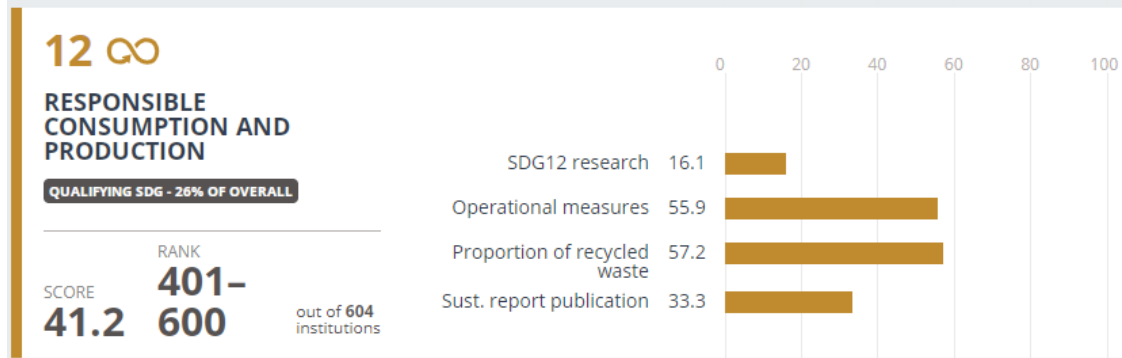 12
RESPONSIBLE
CONSUMPTION AND
PRODUCTION
QUALIFYING SDG - 26% OF OVERALL
SCORE
41.2
RANK
401–
600
out of 604
institutions
0 20 40 60 80 100
SDG12 research 16.1
Operational measures 55.9
Proportion of recycled 57.2
waste
Sust. report publication 33.3